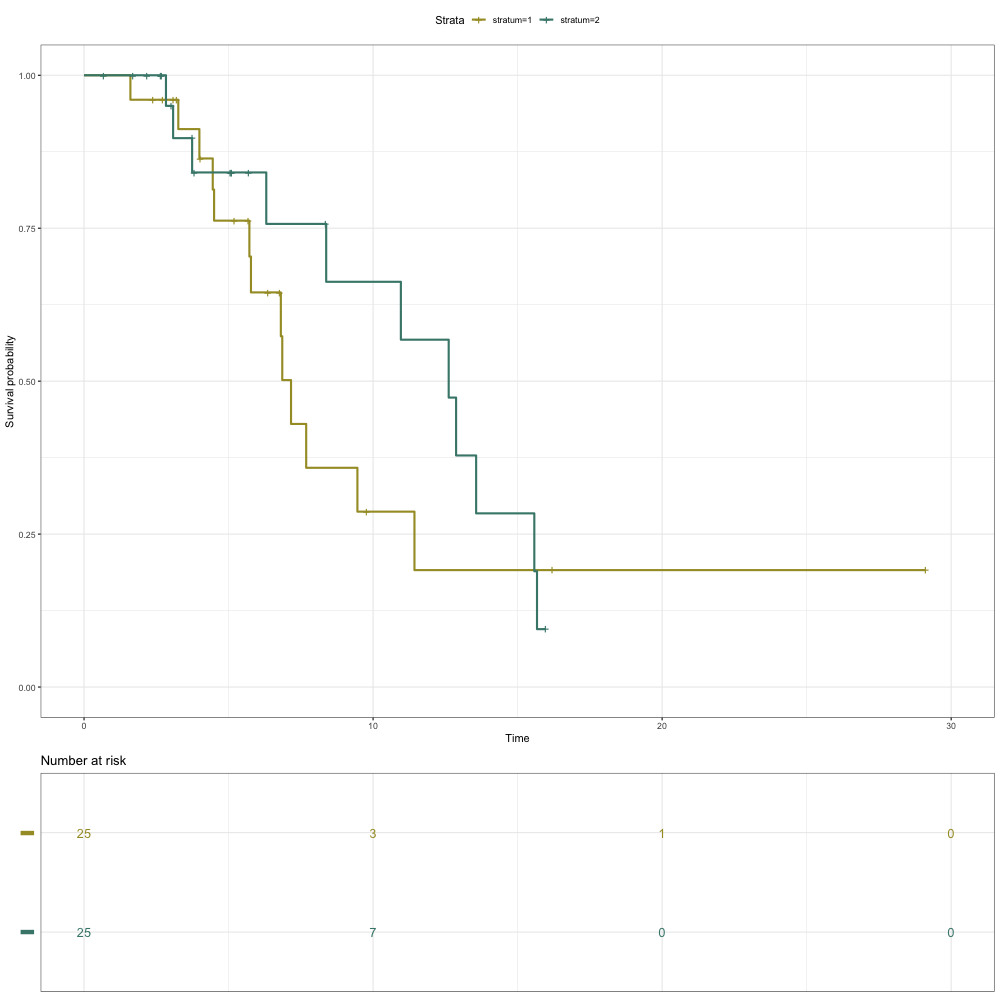 Strata stratum=1 stratum=2
Survival probability
1.00
0.75
0.50
0.25
0.00
0 10 20 30
Time
Number at risk
25 3 1 0
25 7 0 0